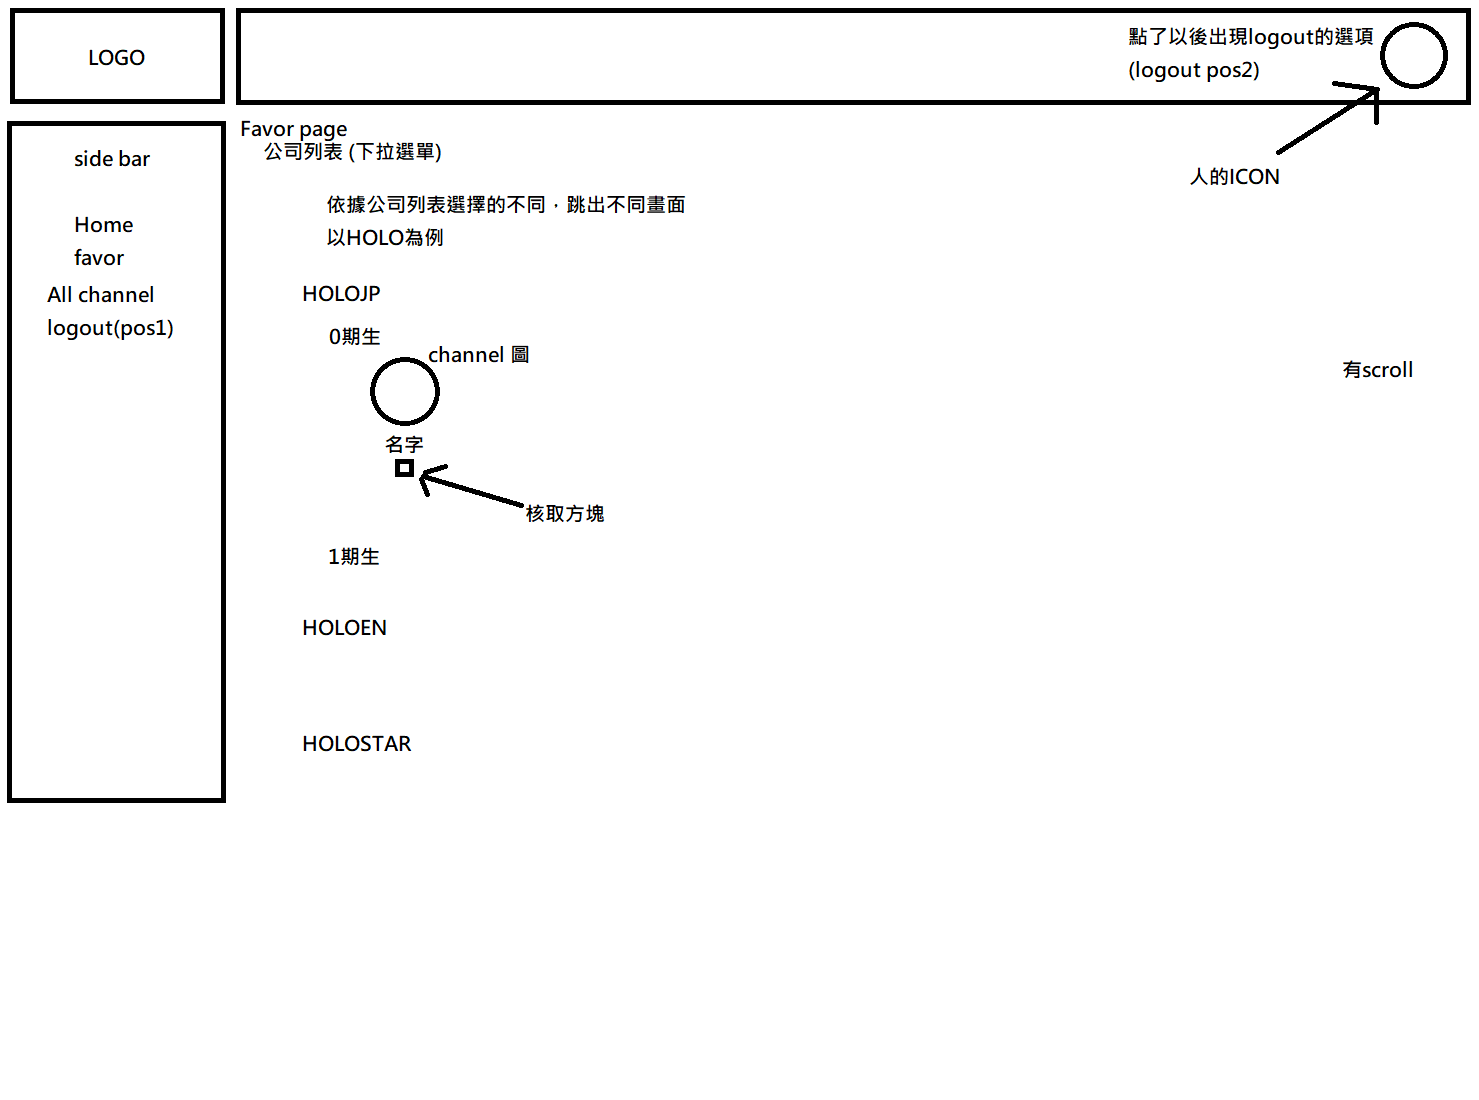 LOGO
點了以後出現logout的選項
(logout pos2)
人的ICON
side bar
Home
favor
All channel
logout(pos1)
Favor page
公司列表 (下拉選單)
依據公司列表選擇的不同，跳出不同畫面
以HOLO為例
HOLOJP
0期生
channel 圖
名字
核取方塊
1期生
HOLOEN
HOLOSTAR
有scroll